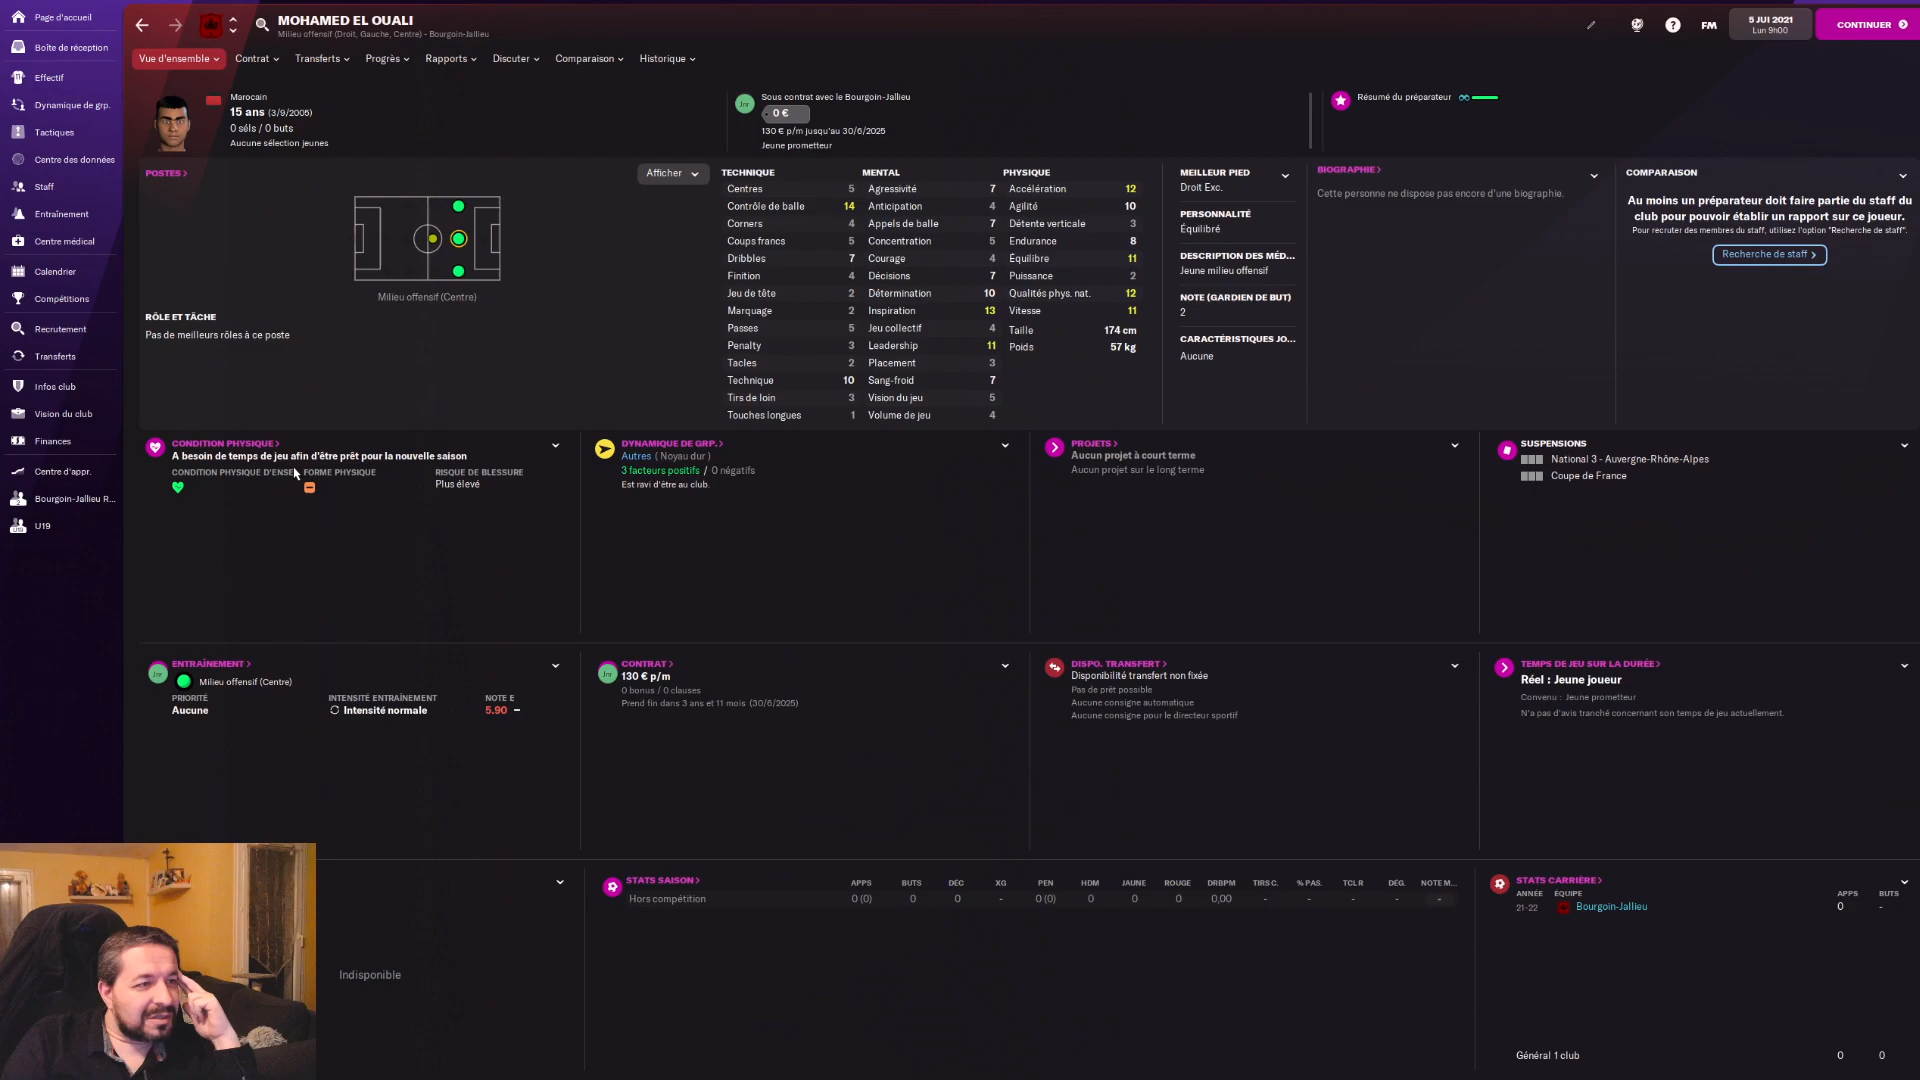 Page d'accueil
Boîte de réception
Effectif
Dynamique de grp.
Tactiques
Centre des données
Staff
Entraînement
Centre médical
Calendrier
Compétitions
Recrutement
Transferts
Infos club
Vision du club
Finances
Centre d'appr.
Bourgoin-Jallieu R...
U19
MOHAMED EL OUALI
Milieu offensif (Droit, Gauche, Centre) - Bourgoin-Jallieu
FM
5 JUI 2021
Lun 9h00
CONTINUER
Vue d'ensemble Contrat Transferts Progrès Rapports Discuter Comparaison Historique
Marocain
15 ans (3/9/2005)
0 séls / 0 buts
Aucune sélection jeunes
Jnr
Sous contrat avec le Bourgoin-Jallieu
0 €
130 € p/m jusqu'au 30/6/2025
Jeune prometteur
Résumé du préparateur
POSTES
Afficher
Milieu offensif (Centre)
RÔLE ET TÂCHE
Pas de meilleurs rôles à ce poste
TECHNIQUE
Centres 5
Contrôle de balle 14
Corners 4
Coups francs 5
Dribbles 7
Finition 4
Jeu de tête 2
Marquage 2
Passes 5
Penalty 3
Tacles 2
Technique 10
Tirs de loin 3
Touches longues 1
MENTAL
Agressivité 7
Anticipation 4
Appels de balle 7
Concentration 5
Courage 4
Décisions 7
Détermination 10
Inspiration 13
Jeu collectif 4
Leadership 11
Placement 3
Sang-froid 7
Vision du jeu 5
Volume de jeu 4
PHYSIQUE
Accélération 12
Agilité 10
Détente verticale 3
Endurance 8
Équilibre 11
Puissance 2
Qualités phys. nat. 12
Vitesse 11
Taille 174 cm
Poids 57 kg
MEILLEUR PIED
Droit Exc.
PERSONNALITÉ
Équilibré
DESCRIPTION DES MÉD...
Jeune milieu offensif
NOTE (GARDIEN DE BUT)
2
CARACTÉRISTIQUES JO...
Aucune
BIOGRAPHIE
Cette personne ne dispose pas encore d'une biographie.
COMPARAISON
Au moins un préparateur doit faire partie du staff du
club pour pouvoir établir un rapport sur ce joueur.
Pour recruter des membres du staff, utilisez l'option "Recherche de staff".
Recherche de staff
CONDITION PHYSIQUE
A besoin de temps de jeu afin d'être prêt pour la nouvelle saison
CONDITION PHYSIQUE D'ENSE FORME PHYSIQUE RISQUE DE BLESSURE
Plus élevé
DYNAMIQUE DE GRP.
Autres ( Noyau dur )
3 facteurs positifs / 0 négatifs
Est ravi d'être au club.
PROJETS
Aucun projet à court terme
Aucun projet sur le long terme
SUSPENSIONS
National 3 - Auvergne-Rhône-Alpes
Coupe de France
Jnr
ENTRAÎNEMENT
Milieu offensif (Centre)
PRIORITÉ INTENSITÉ ENTRAÎNEMENT NOTE E
Aucune Intensité normale 5.90 –
Jnr
CONTRAT
130 € p/m
0 bonus / 0 clauses
Prend fin dans 3 ans et 11 mois (30/6/2025)
DISPO. TRANSFERT
Disponibilité transfert non fixée
Pas de prêt possible
Aucune consigne automatique
Aucune consigne pour le directeur sportif
TEMPS DE JEU SUR LA DURÉE
Réel : Jeune joueur
Convenu : Jeune prometteur
N'a pas d'avis tranché concernant son temps de jeu actuellement.
Indisponible
STATS SAISON APPS BUTS DÉC XG PEN HDM JAUNE ROUGE DRBPM TIRS C. % PAS. TCL R DÉG. NOTE M...
Hors compétition 0 (0) 0 0 - 0 (0) 0 0 0 0,00 - - - - -
STATS CARRIÈRE
ANNÉE ÉQUIPE APPS BUTS
21-22 Bourgoin-Jallieu 0 -
Général 1 club 0 0